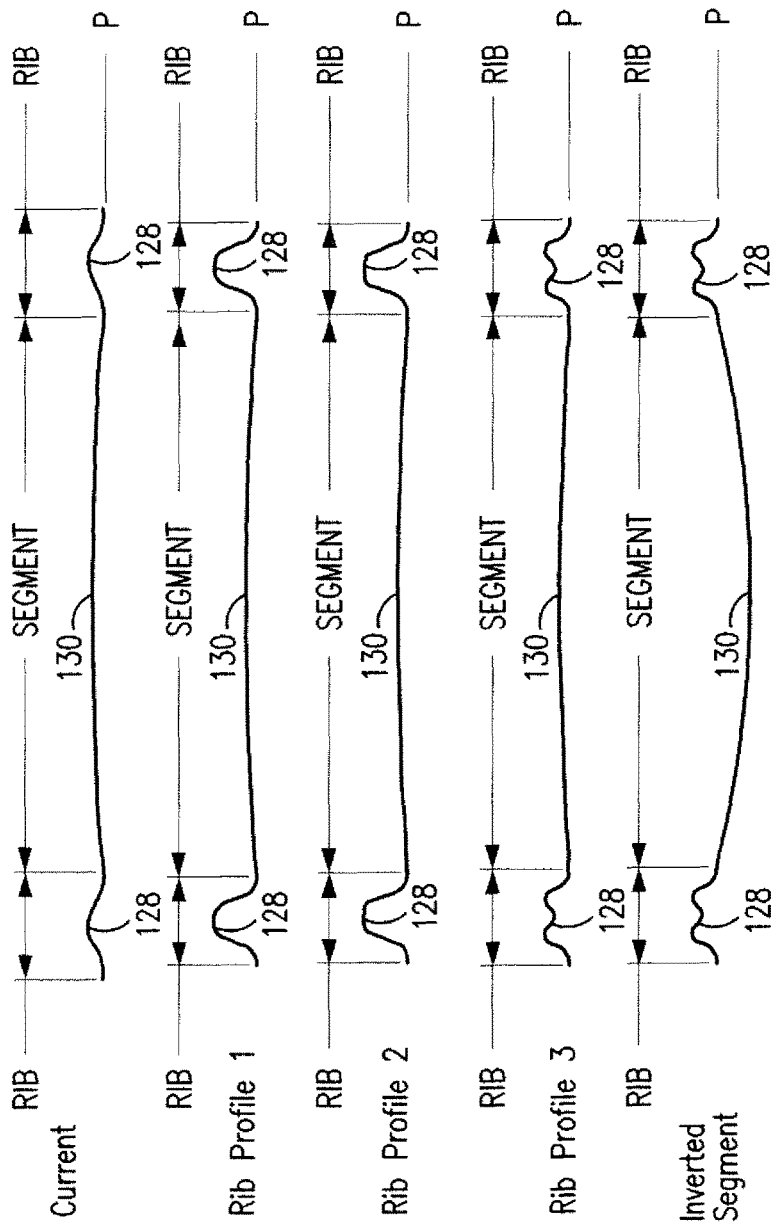 RIB SEGMENT RIB
Current 128 130 128 P
RIB SEGMENT RIB
Rib Profile 1 128 130 128 P
RIB SEGMENT RIB
Rib Profile 2 128 130 128 P
RIB SEGMENT RIB
Rib Profile 3 128 130 128 P
RIB SEGMENT RIB
Inverted
Segment 128 130 128 P